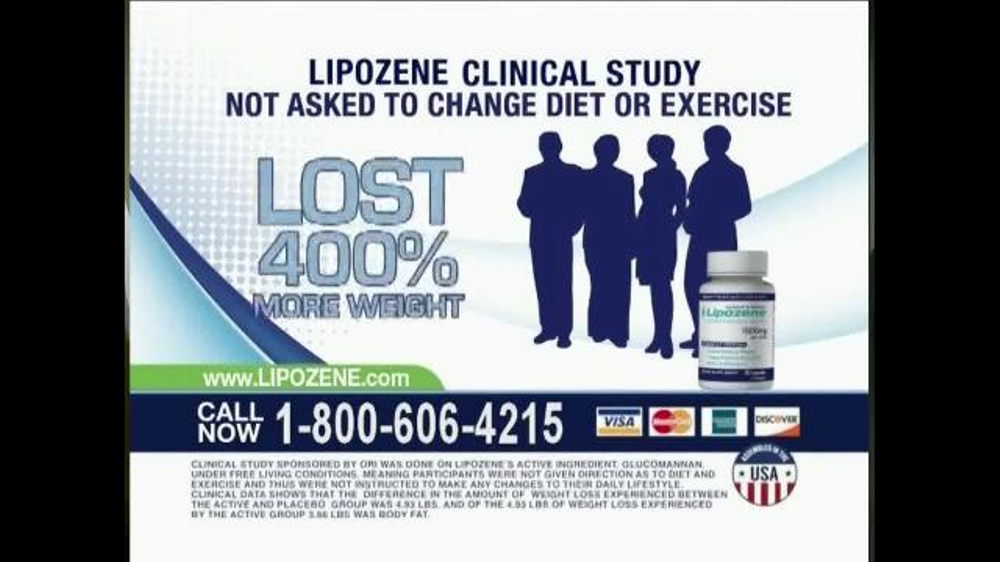 LIPOZENE CLINICAL STUDY
NOT ASKED TO CHANGE DIET OR EXERCISE
LOST
400%
MORE WEIGHT
Lipozene
1500mg
www.LIPOZENE.com
CALL NOW 1-800-606-4215
VISA MasterCard DISCOVER
ASSEMBLED IN THE
USA
CLINICAL STUDY SPONSORED BY ORI WAS DONE ON LIPOZENE'S ACTIVE INGREDIENT, GLUCOMANNAN.
UNDER FREE LIVING CONDITIONS, MEANING PARTICIPANTS WERE NOT GIVEN DIRECTION AS TO DIET AND
EXERCISE AND THUS WERE NOT INSTRUCTED TO MAKE ANY CHANGES TO THEIR DAILY LIFESTYLE.
CLINICAL DATA SHOWS THAT THE DIFFERENCE IN THE AMOUNT OF WEIGHT LOSS EXPERIENCED BETWEEN
THE ACTIVE AND PLACEBO GROUP WAS 4.93 LBS. AND OF THE 4.93 LBS OF WEIGHT LOSS EXPERIENCED
BY THE ACTIVE GROUP 3.86 LBS WAS BODY FAT.